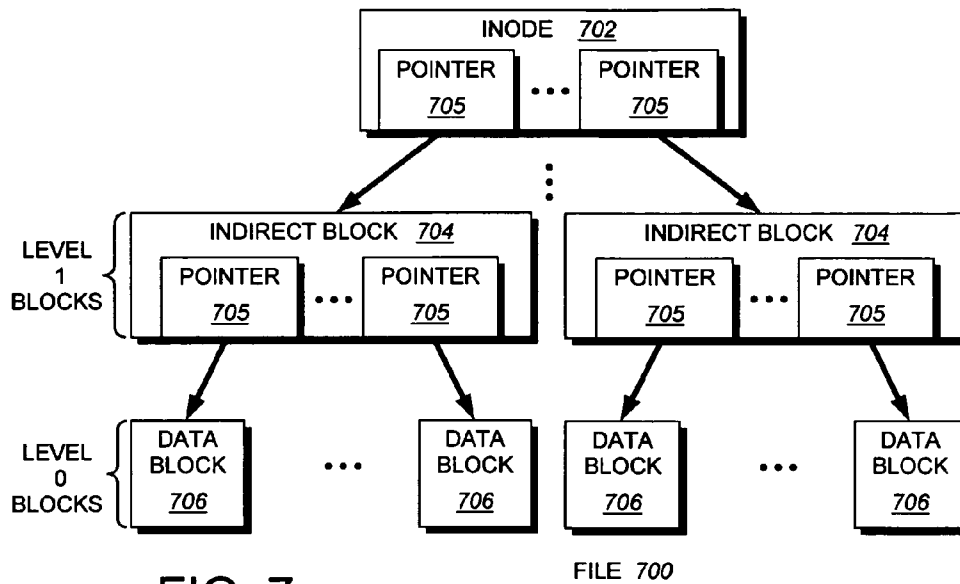 INODE 702
POINTER 705 ••• POINTER 705
LEVEL 1 BLOCKS
INDIRECT BLOCK 704
POINTER 705 ••• POINTER 705
INDIRECT BLOCK 704
POINTER 705 ••• POINTER 705
LEVEL 0 BLOCKS
DATA BLOCK 706 ••• DATA BLOCK 706
DATA BLOCK 706 ••• DATA BLOCK 706
FILE 700
FIG. 7